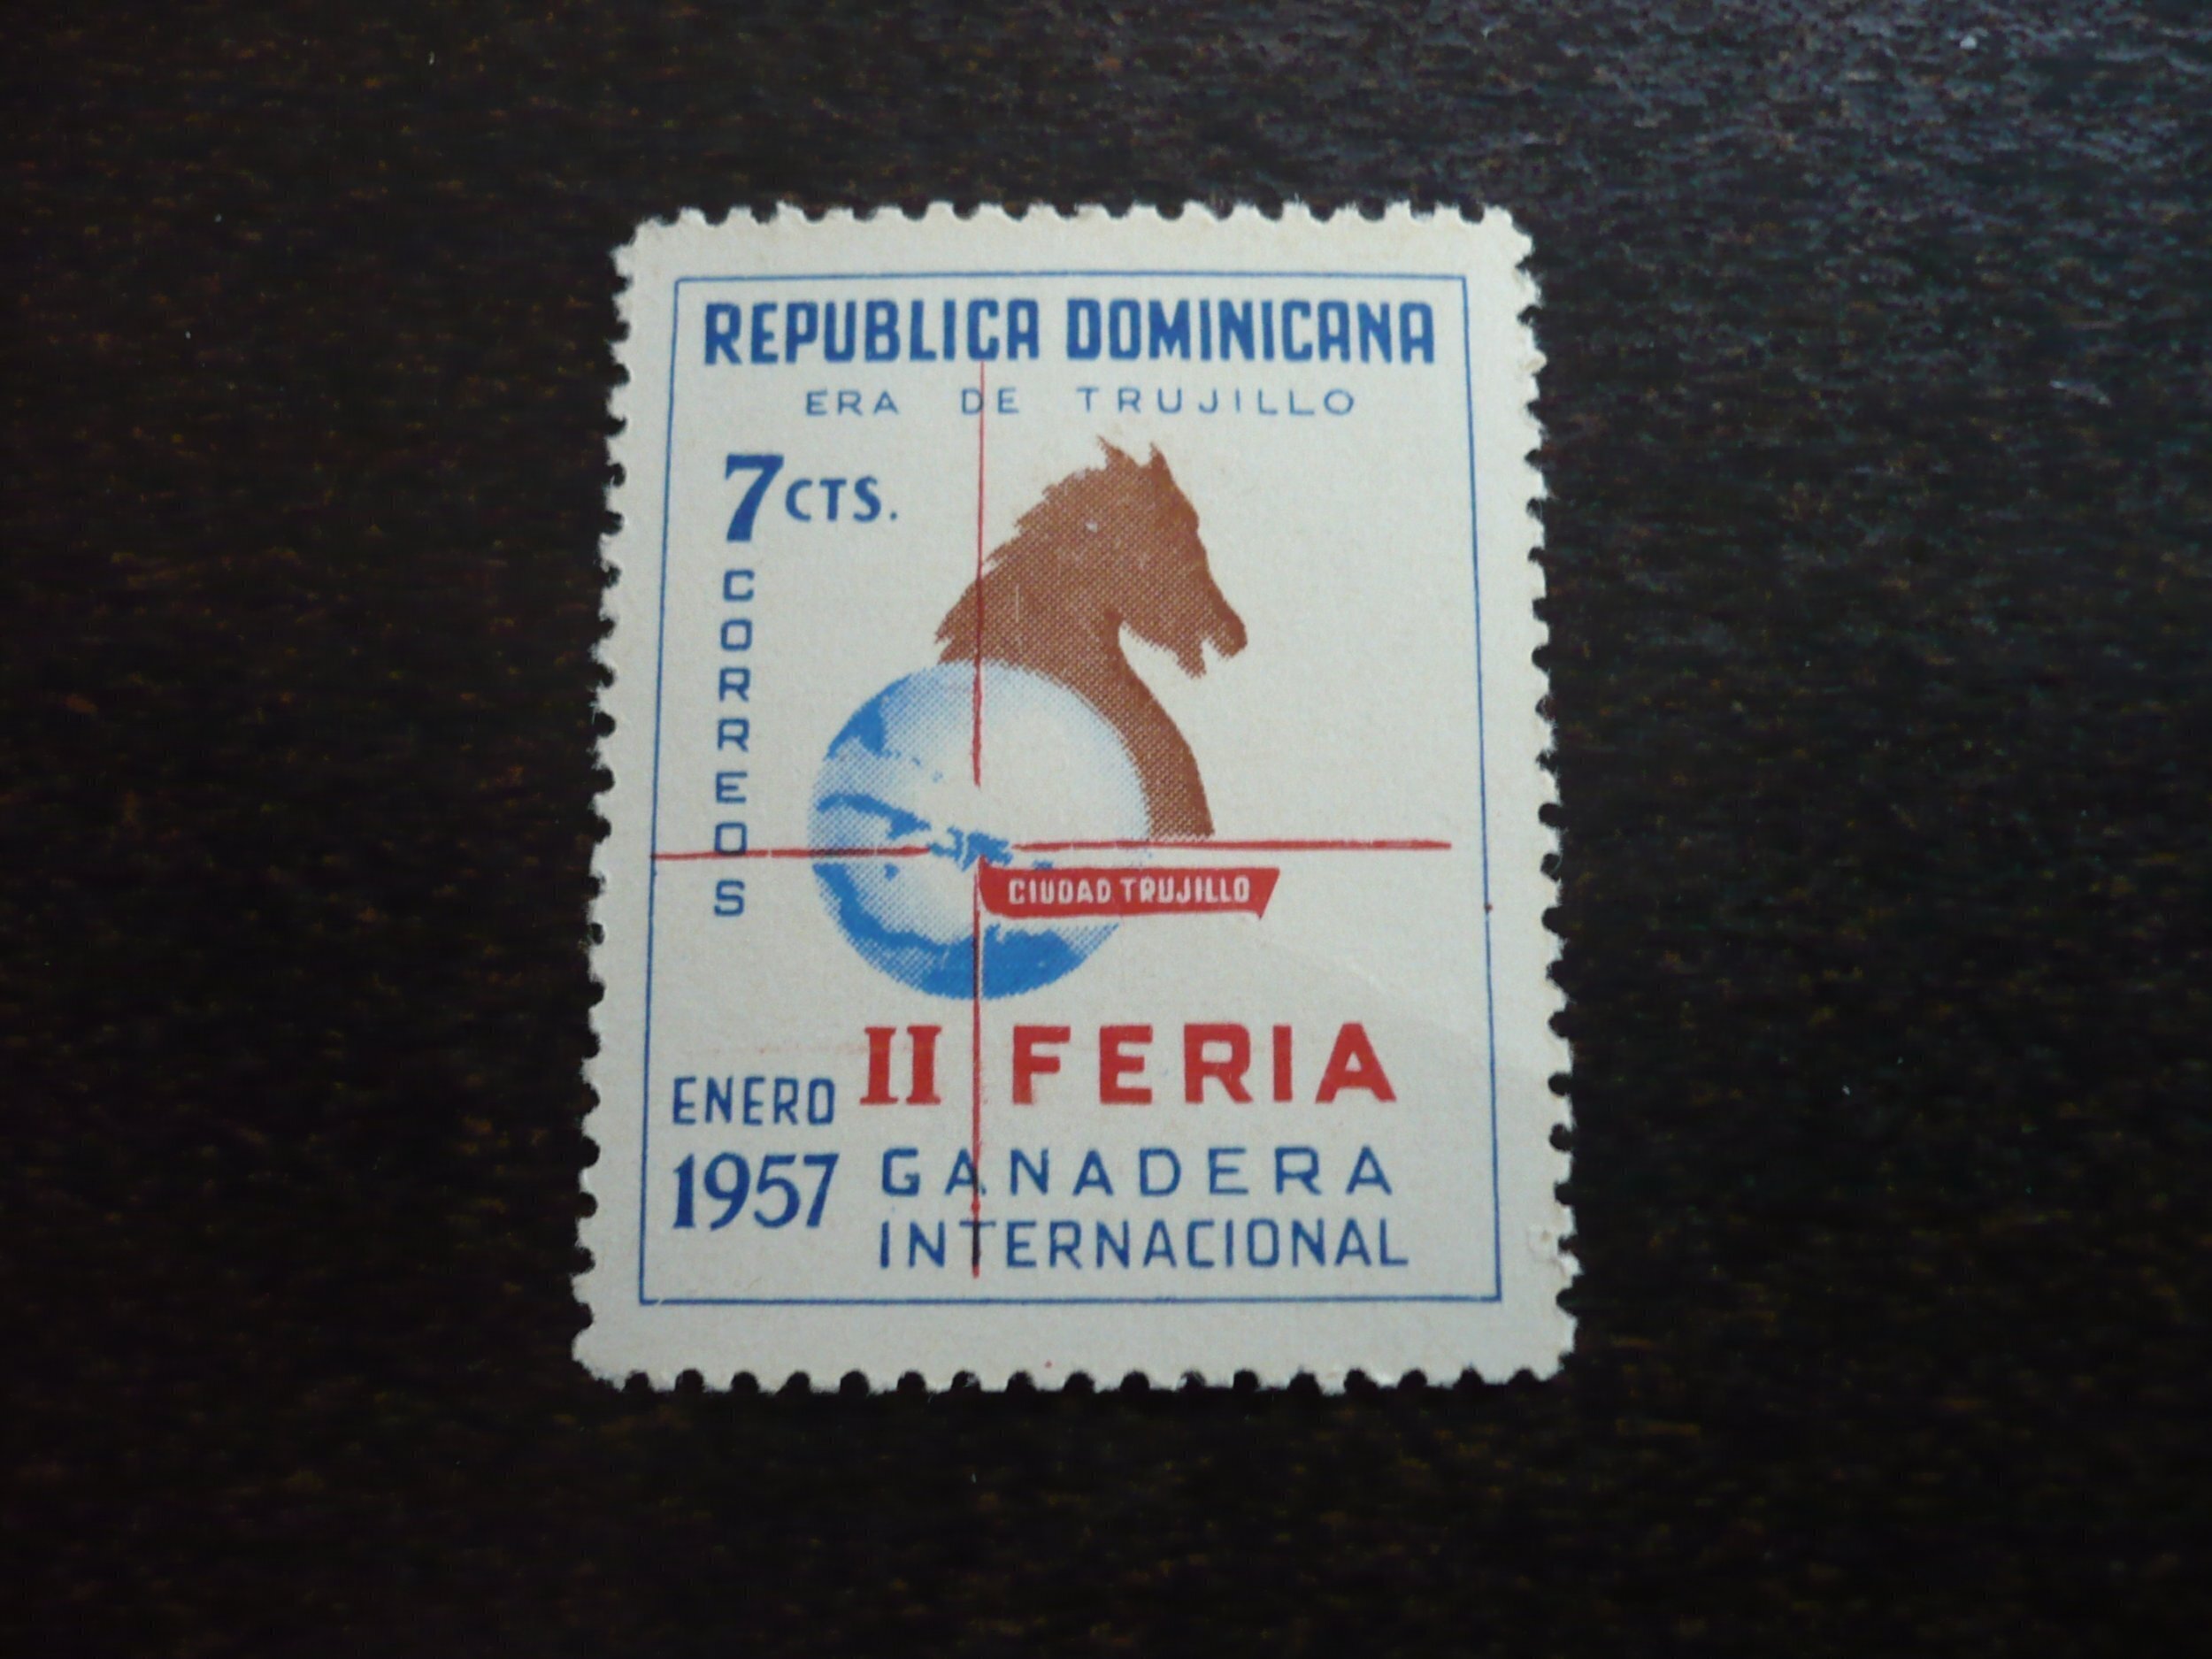 REPUBLICA DOMINICANA
ERA DE TRUJILLO
7 CTS.
CORREOS
CIUDAD TRUJILLO
II FERIA
ENERO
1957
GANADERA
INTERNACIONAL